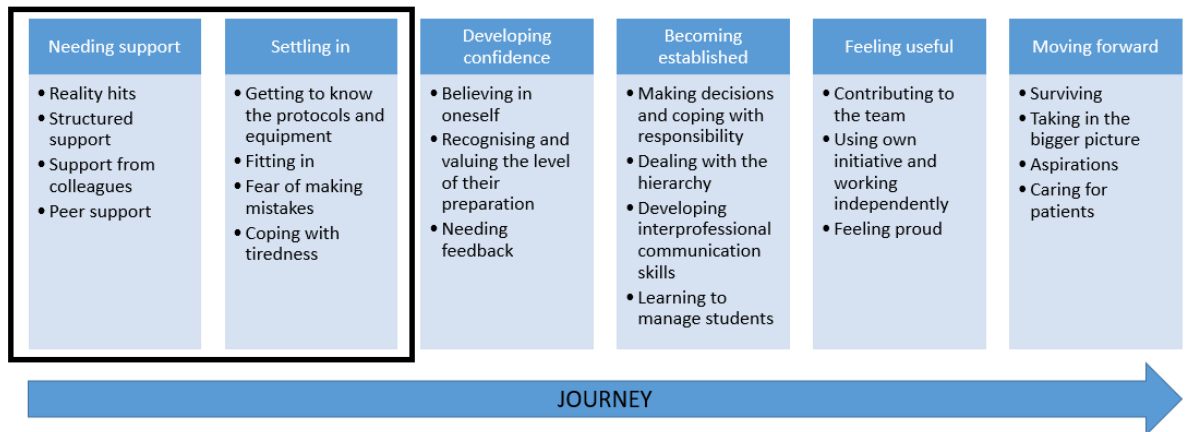 Needing support
• Reality hits
• Structured
support
• Support from
colleagues
• Peer support
Settling in
• Getting to know
the protocols and
equipment
• Fitting in
• Fear of making
mistakes
• Coping with
tiredness
Developing
confidence
• Believing in
oneself
• Recognising and
valuing the level
of their
preparation
• Needing
feedback
Becoming
established
• Making decisions
and coping with
responsibility
• Dealing with the
hierarchy
• Developing
interprofessional
communication
skills
• Learning to
manage students
Feeling useful
• Contributing to
the team
• Using own
initiative and
working
independently
• Feeling proud
Moving forward
• Surviving
• Taking in the
bigger picture
• Aspirations
• Caring for
patients
JOURNEY